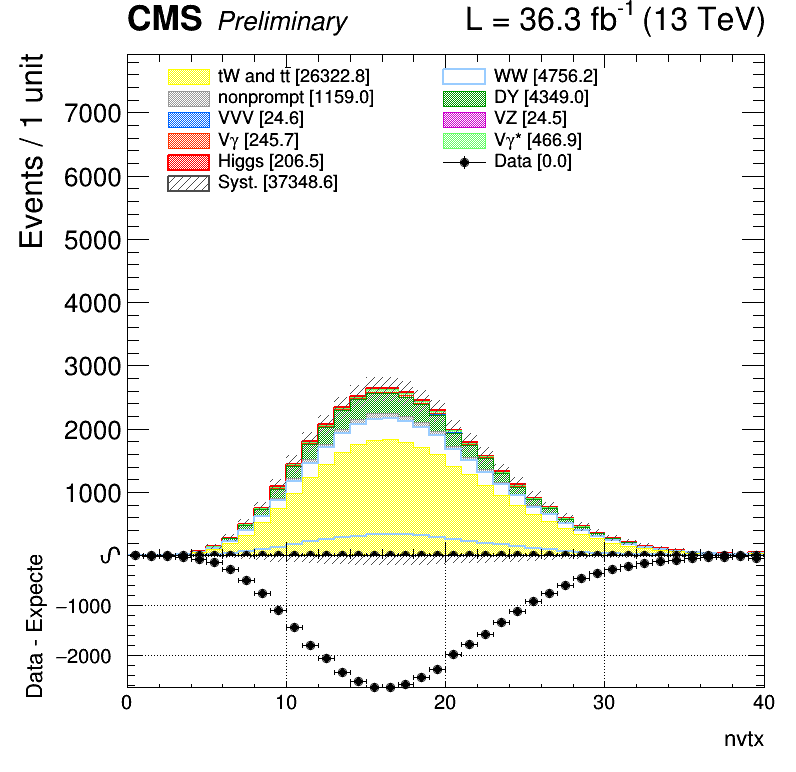 CMS Preliminary L = 36.3 fb-1 (13 TeV)
Events / 1 unit
tW and tt̄ [26322.8] WW [4756.2]
nonprompt [1159.0] DY [4349.0]
VVV [24.6] VZ [24.5]
Vγ [245.7] Vγ* [466.9]
Higgs [206.5] Data [0.0]
Syst. [37348.6]
7000
6000
5000
4000
3000
2000
1000
0
Data - Expecte
−1000
−2000
0 10 20 30 40
nvtx